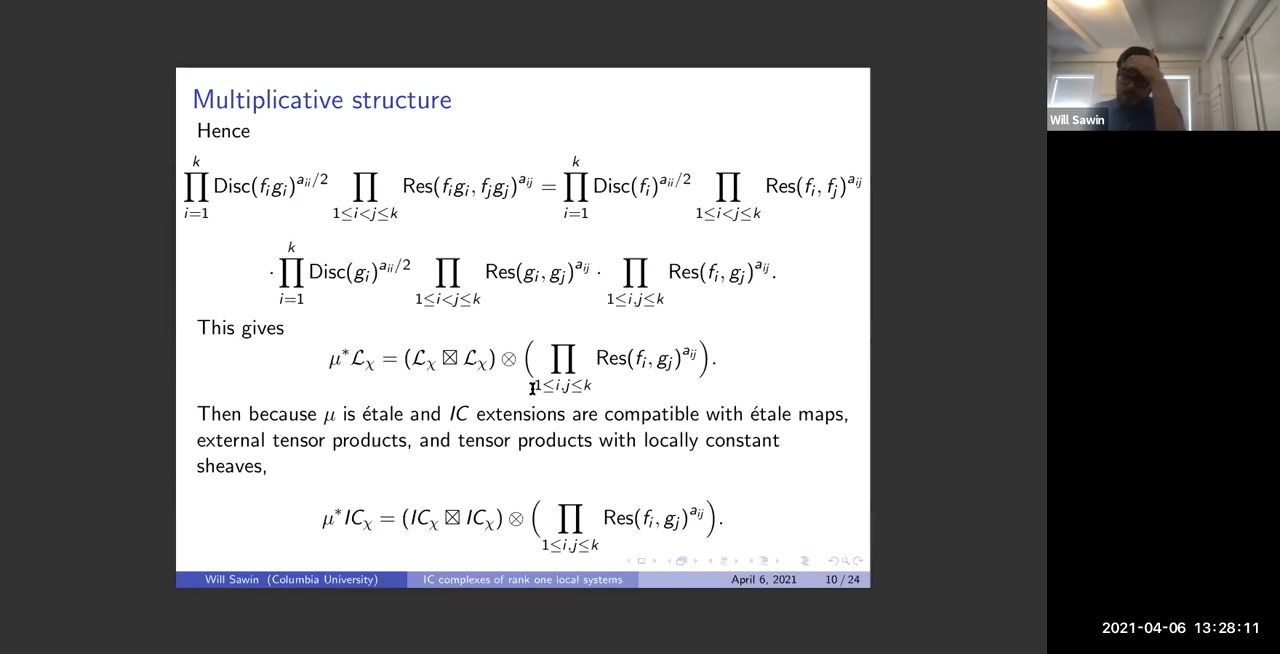 Multiplicative structure
Hence
∏_{i=1}^{k} Disc(f_i g_i)^{a_{ii}/2} ∏_{1≤i<j≤k} Res(f_i g_i, f_j g_j)^{a_{ij}} = ∏_{i=1}^{k} Disc(f_i)^{a_{ii}/2} ∏_{1≤i<j≤k} Res(f_i, f_j)^{a_{ij}}
· ∏_{i=1}^{k} Disc(g_i)^{a_{ii}/2} ∏_{1≤i<j≤k} Res(g_i, g_j)^{a_{ij}} · ∏_{1≤i,j≤k} Res(f_i, g_j)^{a_{ij}}.
This gives
μ*ℒ_χ = (ℒ_χ ⊠ ℒ_χ) ⊗ (∏_{1≤i,j≤k} Res(f_i, g_j)^{a_{ij}}).
Then because μ is étale and IC extensions are compatible with étale maps,
external tensor products, and tensor products with locally constant
sheaves,
μ*IC_χ = (IC_χ ⊠ IC_χ) ⊗ (∏_{1≤i,j≤k} Res(f_i, g_j)^{a_{ij}}).
Will Sawin (Columbia University) IC complexes of rank one local systems April 6, 2021 10 / 24
Will Sawin
2021-04-06 13:28:11